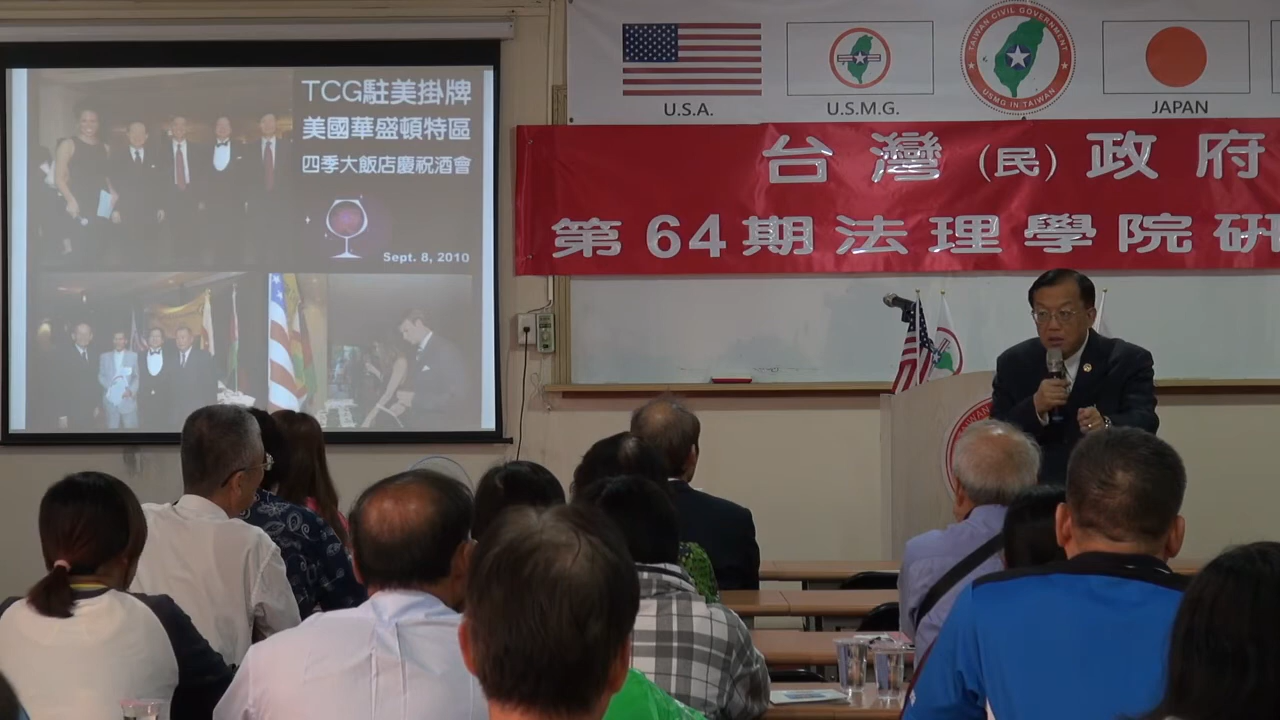 TCG駐美掛牌
美國華盛頓特區
四季大飯店慶祝酒會
Sept. 8, 2010
U.S.A.
U.S.M.G.
TAIWAN CIVIL GOVERNMENT
USMG IN TAIWAN
JAPAN
台灣(民)政府
第64期法理學院研